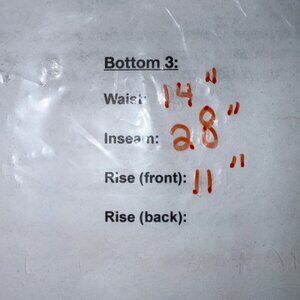 Bottom 3:
Waist: 14"
Inseam: 28"
Rise (front): 11"
Rise (back):